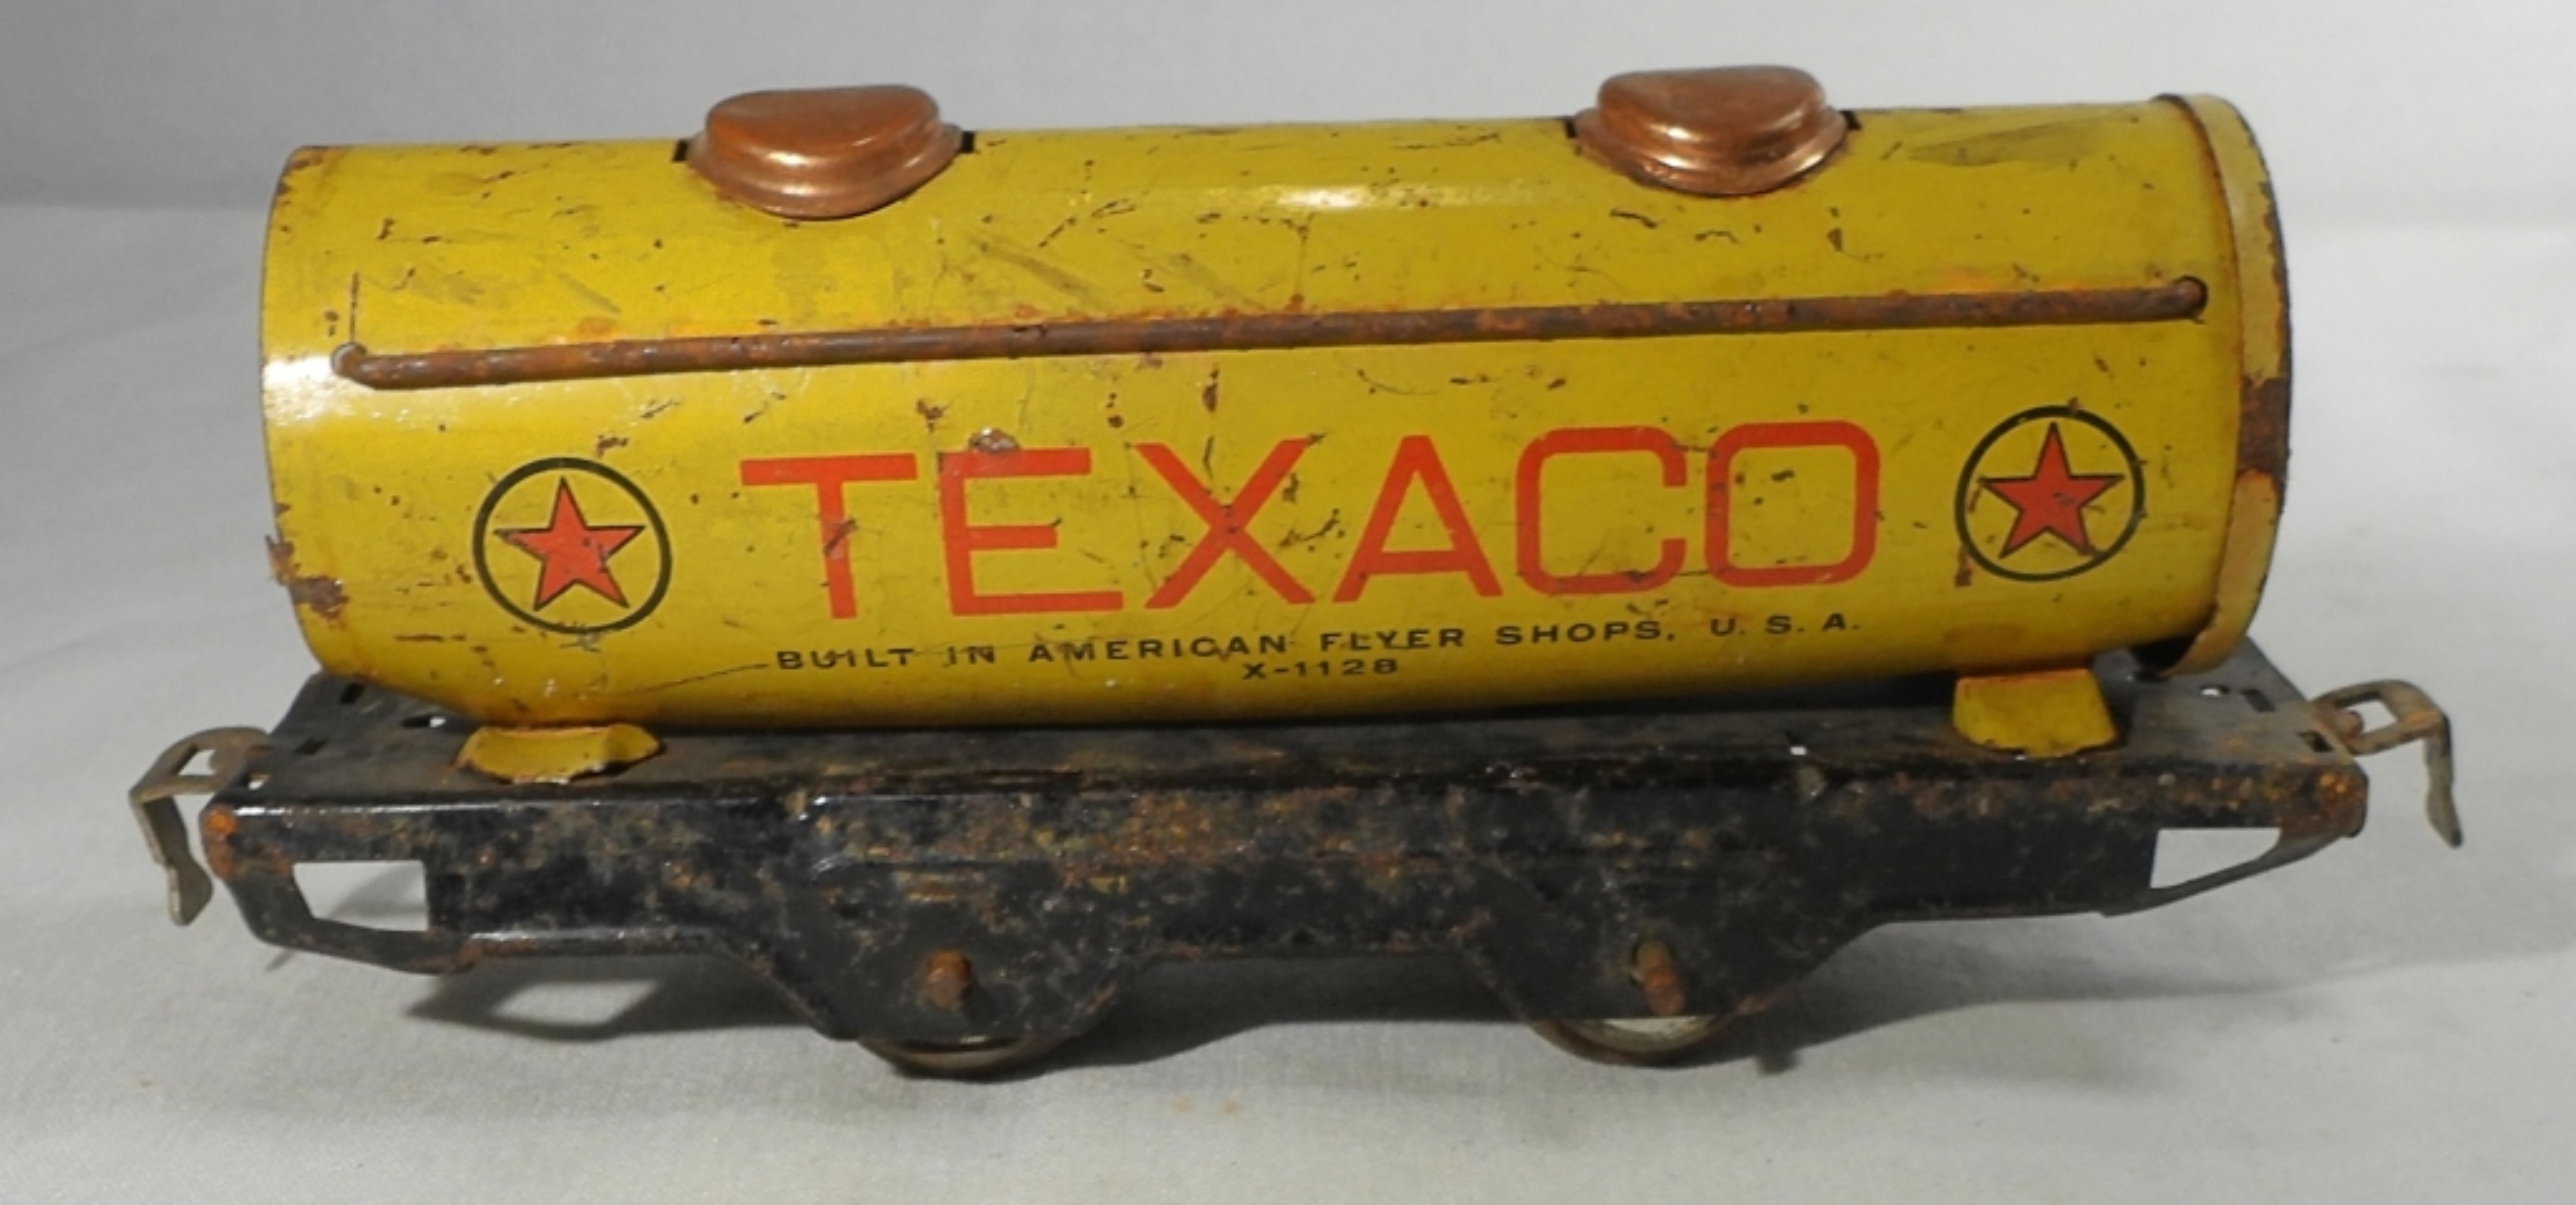 TEXACO
BUILT IN AMERICAN FLYER SHOPS, U.S.A.
X-1128